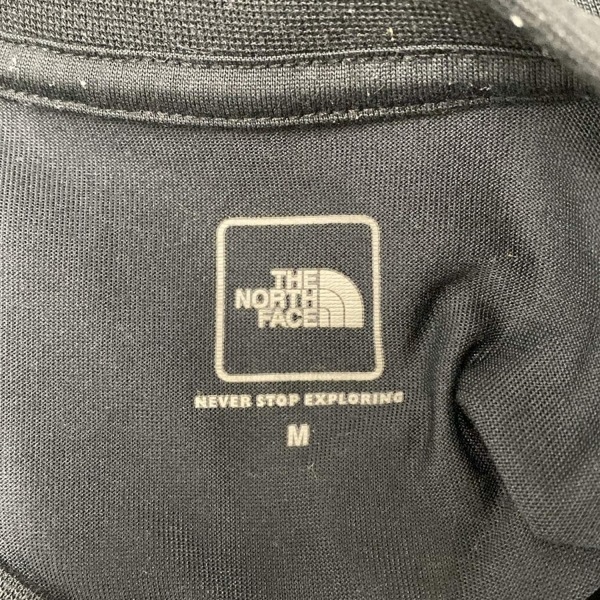 THE
NORTH
FACE
NEVER STOP EXPLORING
M